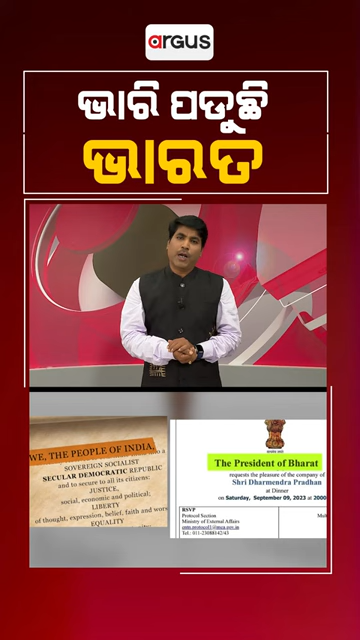 argus
ଭାରି ପଡୁଛି
ଭାରତ
WE, THE PEOPLE OF INDIA,
SOVEREIGN SOCIALIST
SECULAR DEMOCRATIC REPUBLIC
and to secure to all its citizens:
JUSTICE,
social, economic and political;
LIBERTY
of thought, expression, belief, faith and wors
EQUALITY
The President of Bharat
requests the pleasure of the company of
Shri Dharmendra Pradhan
at Dinner
on Saturday, September 09, 2023 at 2000
RSVP
Protocol Section
Ministry of External Affairs
Tel.: 011-23088142/43